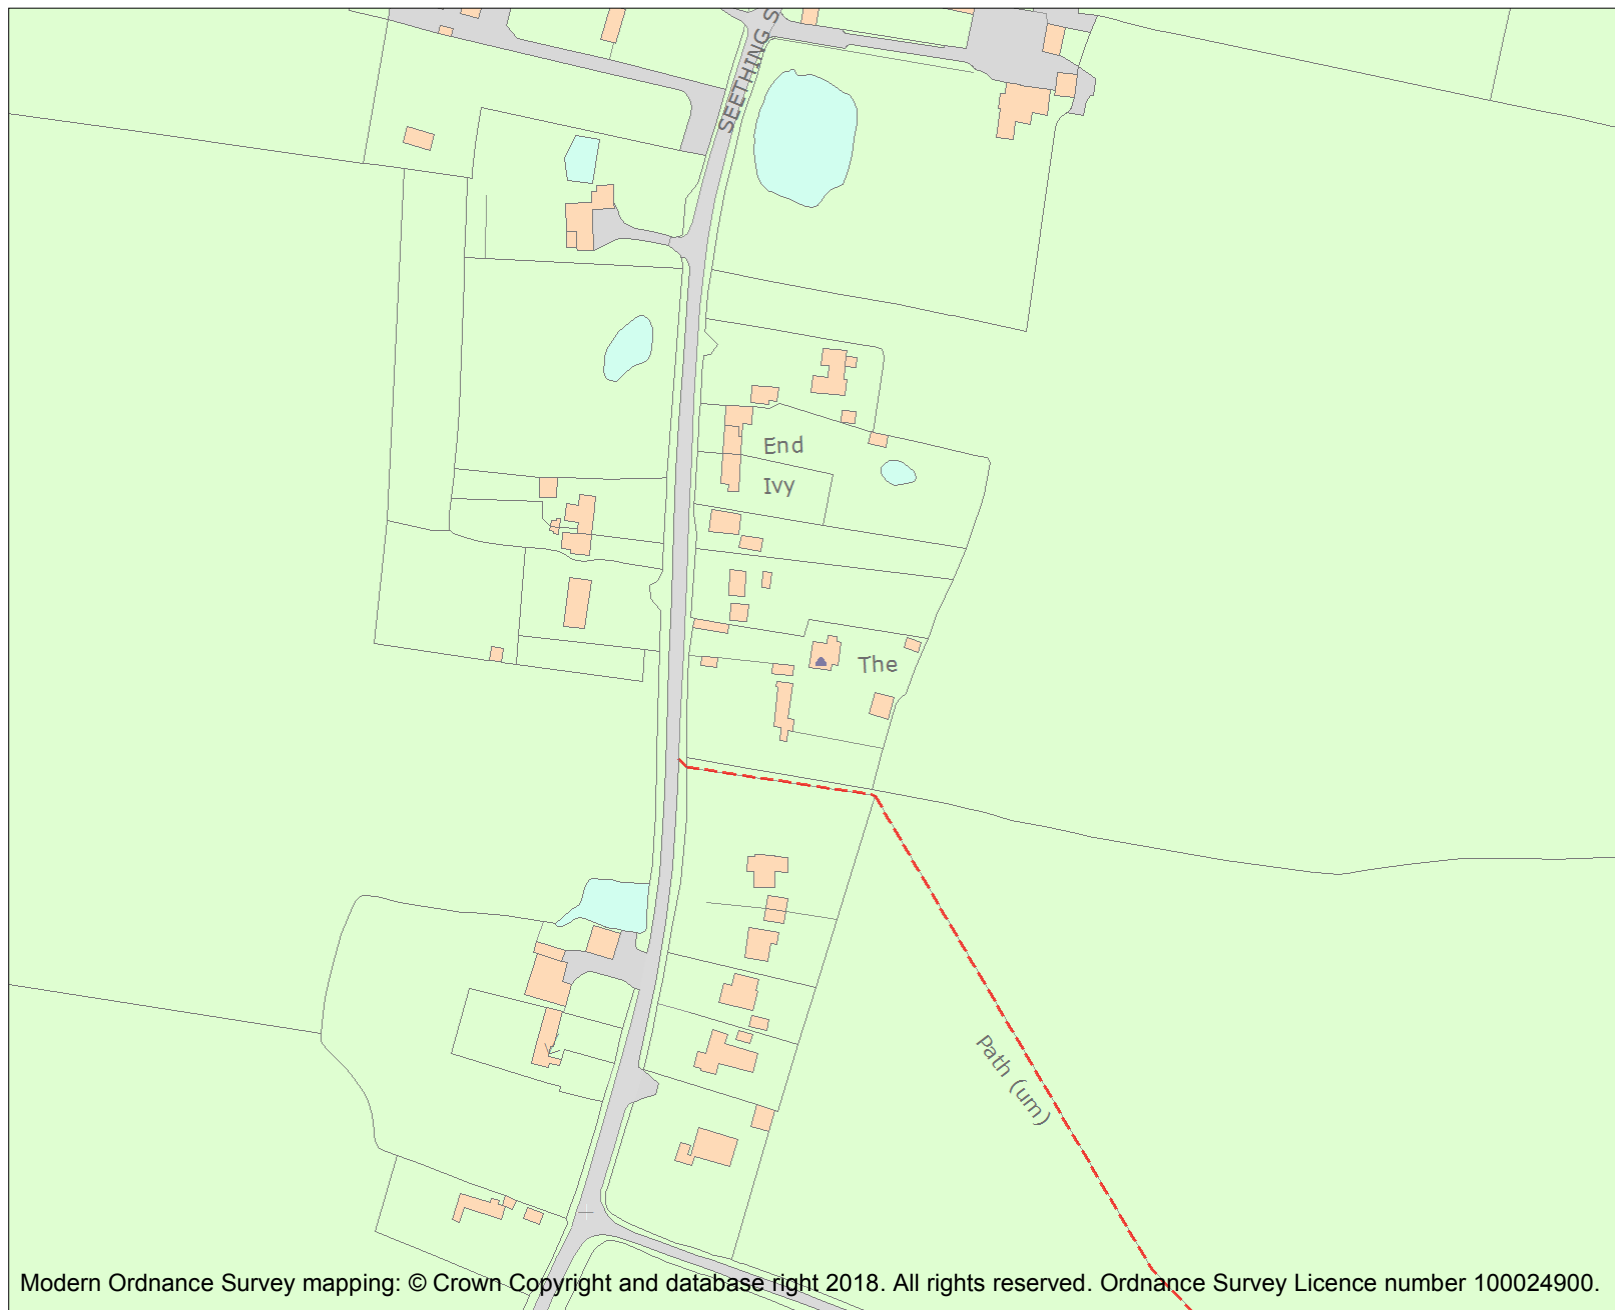 SEETHING S
End
Ivy
The
Path (um)
Modern Ordnance Survey mapping: © Crown Copyright and database right 2018. All rights reserved. Ordnance Survey Licence number 100024900.